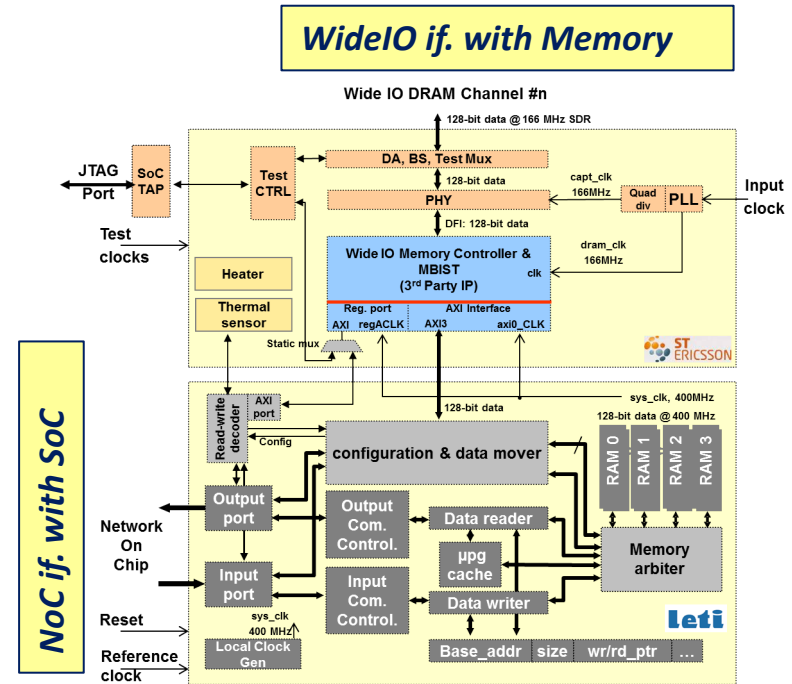 WideIO if. with Memory
Wide IO DRAM Channel #n
128-bit data @ 166 MHz SDR
DA, BS, Test Mux
JTAG
Port
SoC
TAP
Test
CTRL
128-bit data
capt_clk
166MHz
Quad
div
PLL
Input
clock
PHY
DFI: 128-bit data
Test
clocks
Wide IO Memory Controller &
MBIST
(3rd Party IP)
clk
dram_clk
166MHz
Heater
Thermal
sensor
Reg. port
AXI regACLK
AXI Interface
AXI3 axi0_CLK
Static mux
ST
ERICSSON
NoC if. with SoC
sys_clk, 400MHz
128-bit data
128-bit data @ 400 MHz
Read-write
decoder
AXI
port
Config
configuration & data mover
RAM 0
RAM 1
RAM 2
RAM 3
Network
On
Chip
Output
port
Output
Com.
Control.
Data reader
µpg
cache
Memory
arbiter
Input
port
Input
Com.
Control.
Data writer
leti
Reset
sys_clk
400 MHz
Reference
clock
Local Clock
Gen
Base_addr size wr/rd_ptr ...